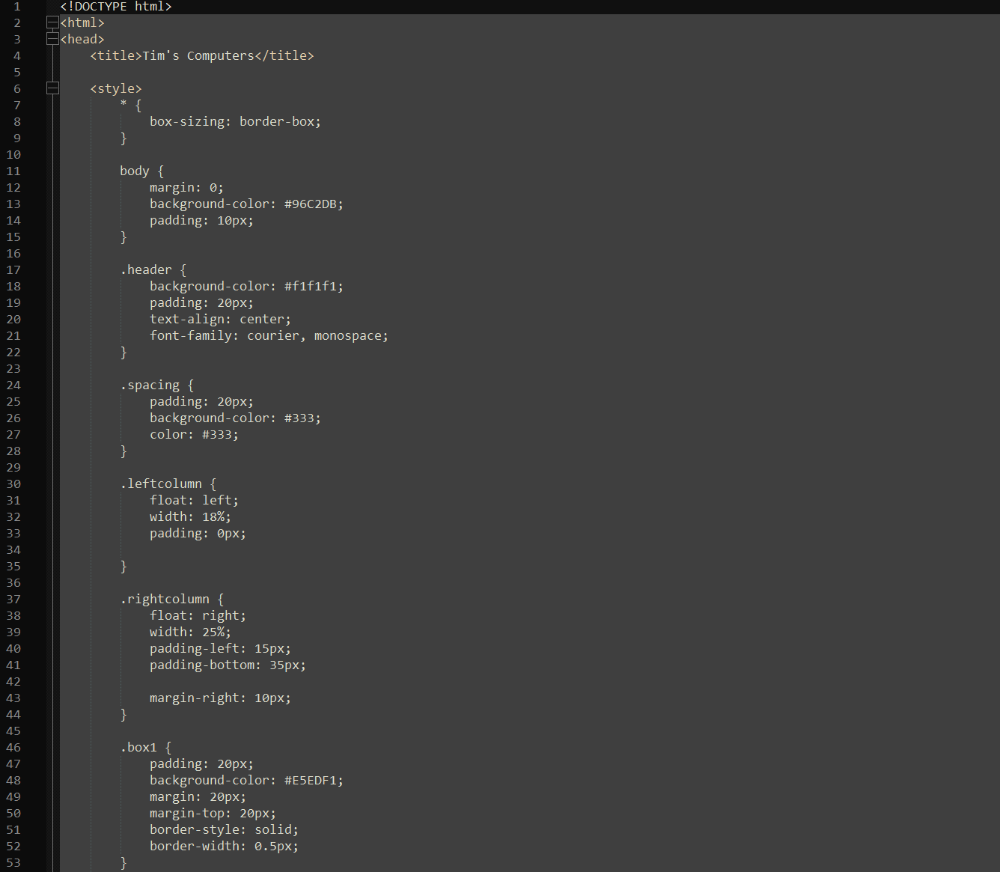 1 <!DOCTYPE html>
2 <html>
3 <head>
4 <title>Tim's Computers</title>
5
6 <style>
7 * {
8 box-sizing: border-box;
9 }
10
11 body {
12 margin: 0;
13 background-color: #96C2DB;
14 padding: 10px;
15 }
16
17 .header {
18 background-color: #f1f1f1;
19 padding: 20px;
20 text-align: center;
21 font-family: courier, monospace;
22 }
23
24 .spacing {
25 padding: 20px;
26 background-color: #333;
27 color: #333;
28 }
29
30 .leftcolumn {
31 float: left;
32 width: 18%;
33 padding: 0px;
34
35 }
36
37 .rightcolumn {
38 float: right;
39 width: 25%;
40 padding-left: 15px;
41 padding-bottom: 35px;
42
43 margin-right: 10px;
44 }
45
46 .box1 {
47 padding: 20px;
48 background-color: #E5EDF1;
49 margin: 20px;
50 margin-top: 20px;
51 border-style: solid;
52 border-width: 0.5px;
53 }